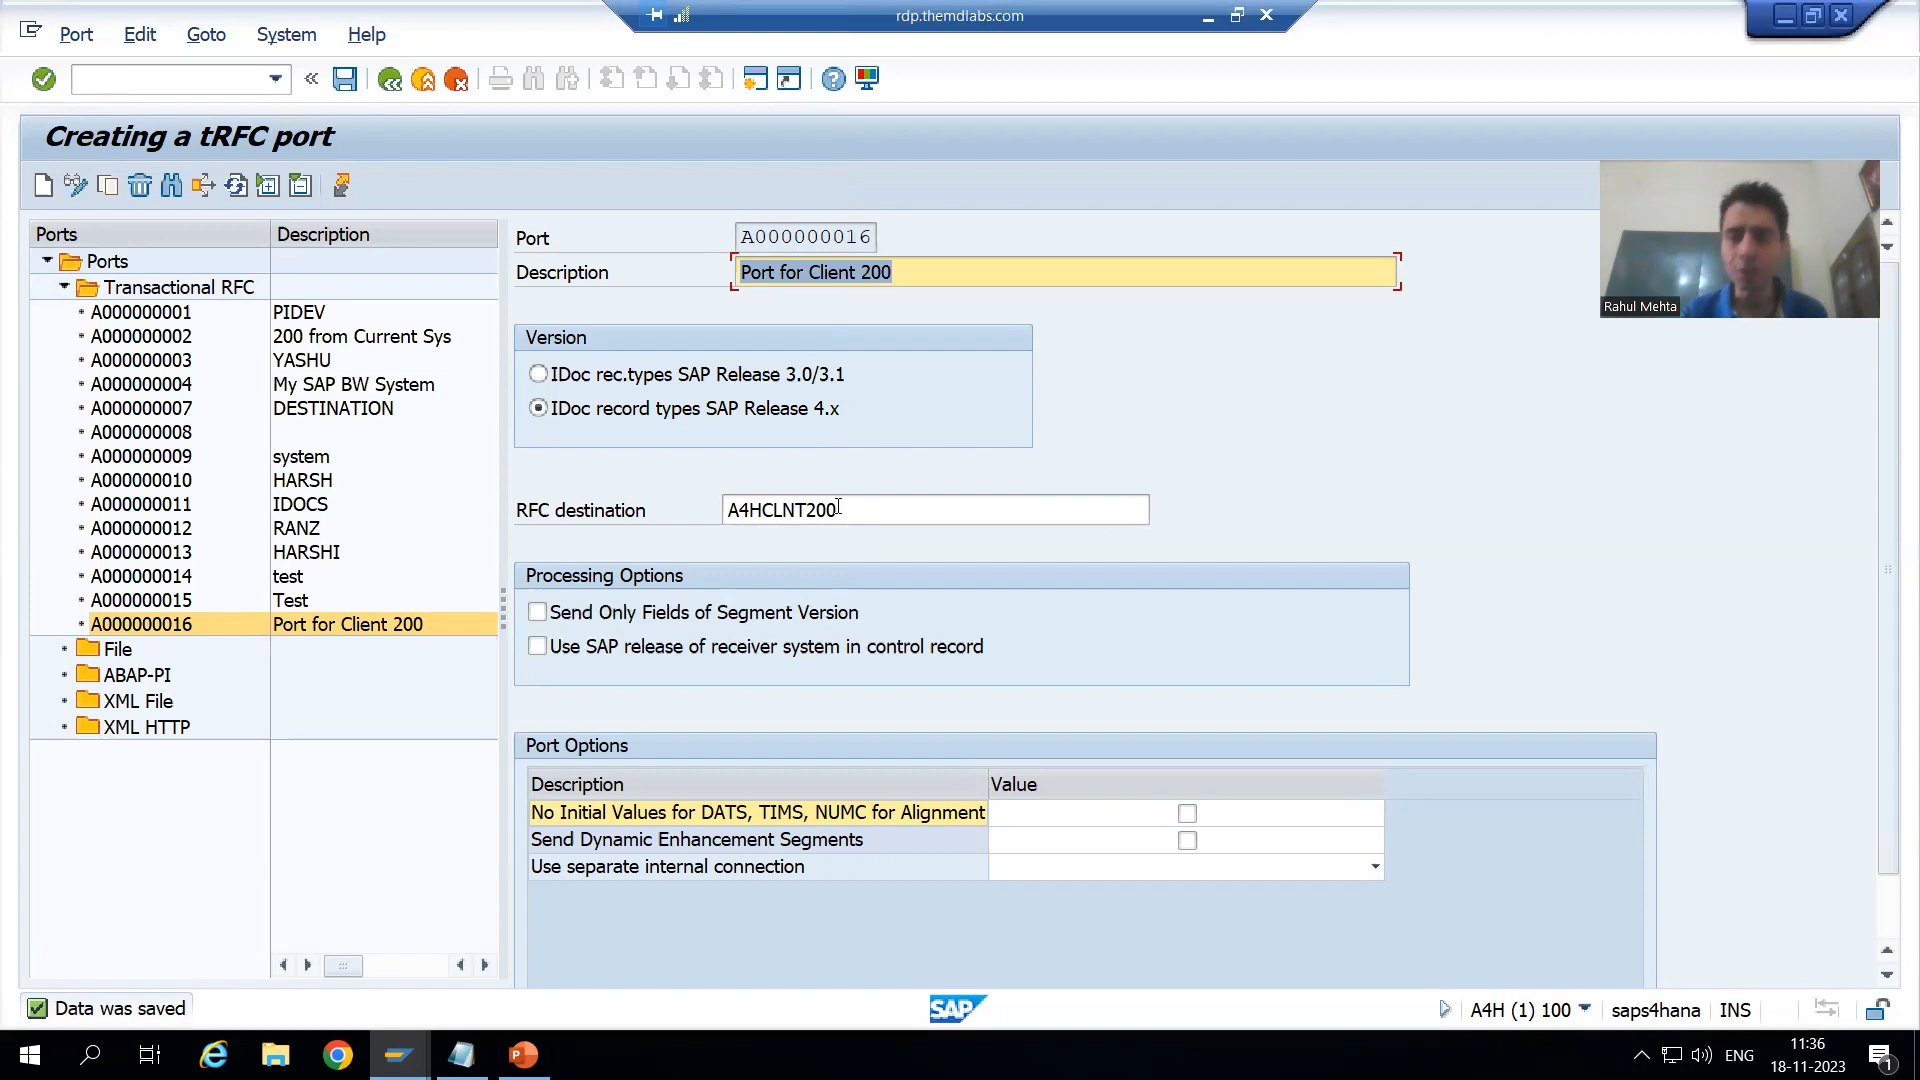 rdp.themdlabs.com
Port Edit Goto System Help
Creating a tRFC port
Ports Description
Ports
Transactional RFC
A000000001 PIDEV
A000000002 200 from Current Sys
A000000003 YASHU
A000000004 My SAP BW System
A000000007 DESTINATION
A000000008
A000000009 system
A000000010 HARSH
A000000011 IDOCS
A000000012 RANZ
A000000013 HARSHI
A000000014 test
A000000015 Test
A000000016 Port for Client 200
File
ABAP-PI
XML File
XML HTTP
Port A000000016
Description Port for Client 200
Version
IDoc rec.types SAP Release 3.0/3.1
IDoc record types SAP Release 4.x
RFC destination A4HCLNT200
Processing Options
Send Only Fields of Segment Version
Use SAP release of receiver system in control record
Port Options
Description Value
No Initial Values for DATS, TIMS, NUMC for Alignment
Send Dynamic Enhancement Segments
Use separate internal connection
Rahul Mehta
Data was saved
SAP
A4H (1) 100 saps4hana INS
ENG
11:36
18-11-2023
1